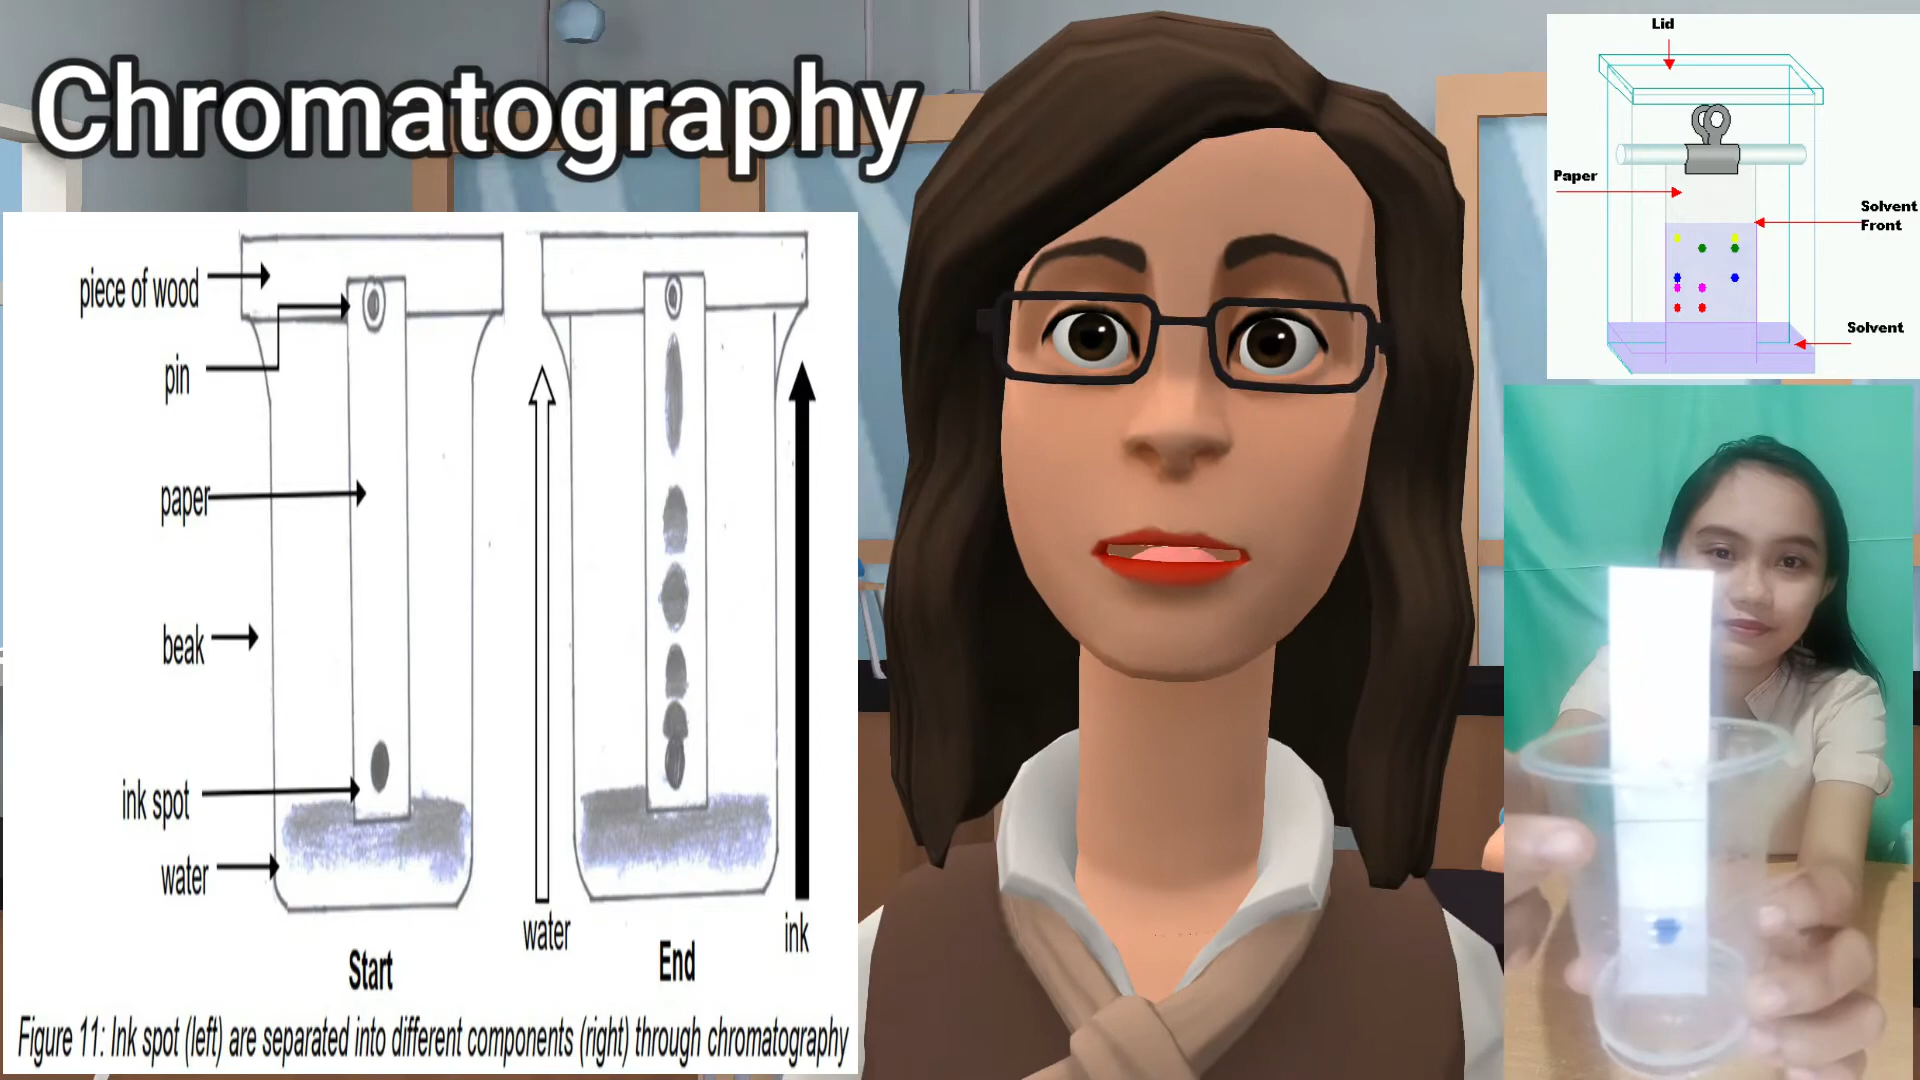 Chromatography
piece of wood
pin
paper
beak
ink spot
water
water
ink
Start
End
Figure 11: Ink spot (left) are separated into different components (right) through chromatography
Lid
Paper
Solvent
Front
Solvent